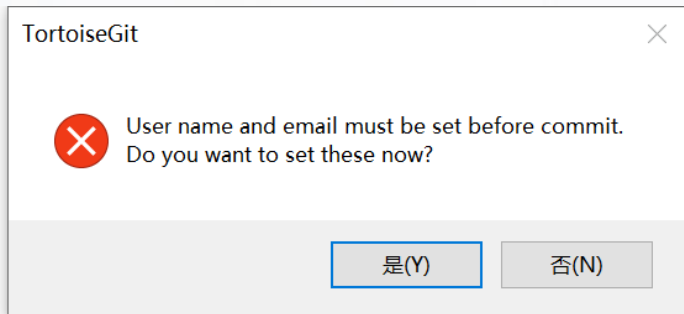 TortoiseGit
User name and email must be set before commit.
Do you want to set these now?
是(Y)
否(N)